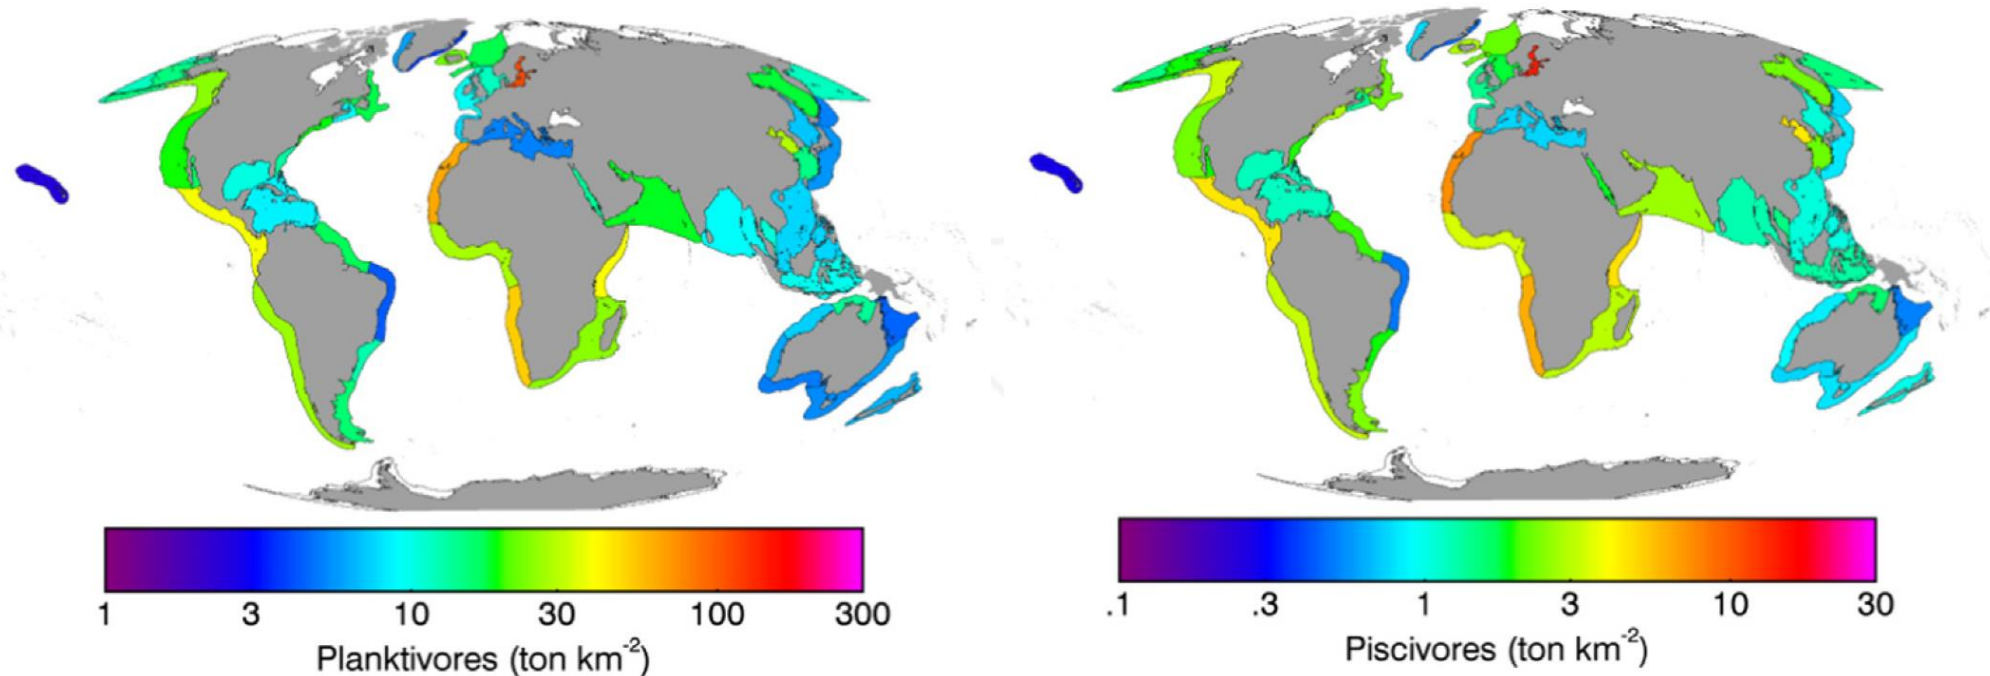 1 3 10 30 100 300
Planktivores (ton km-2)
.1 .3 1 3 10 30
Piscivores (ton km-2)